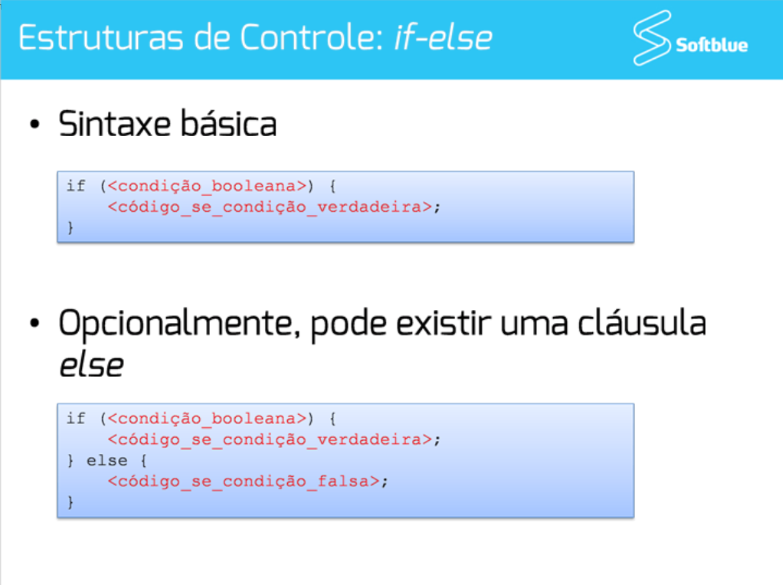 Estruturas de Controle: if-else
Softblue
• Sintaxe básica
if (<condição_booleana>) {
    <código_se_condição_verdadeira>;
}
• Opcionalmente, pode existir uma cláusula
else
if (<condição_booleana>) {
    <código_se_condição_verdadeira>;
} else {
    <código_se_condição_falsa>;
}